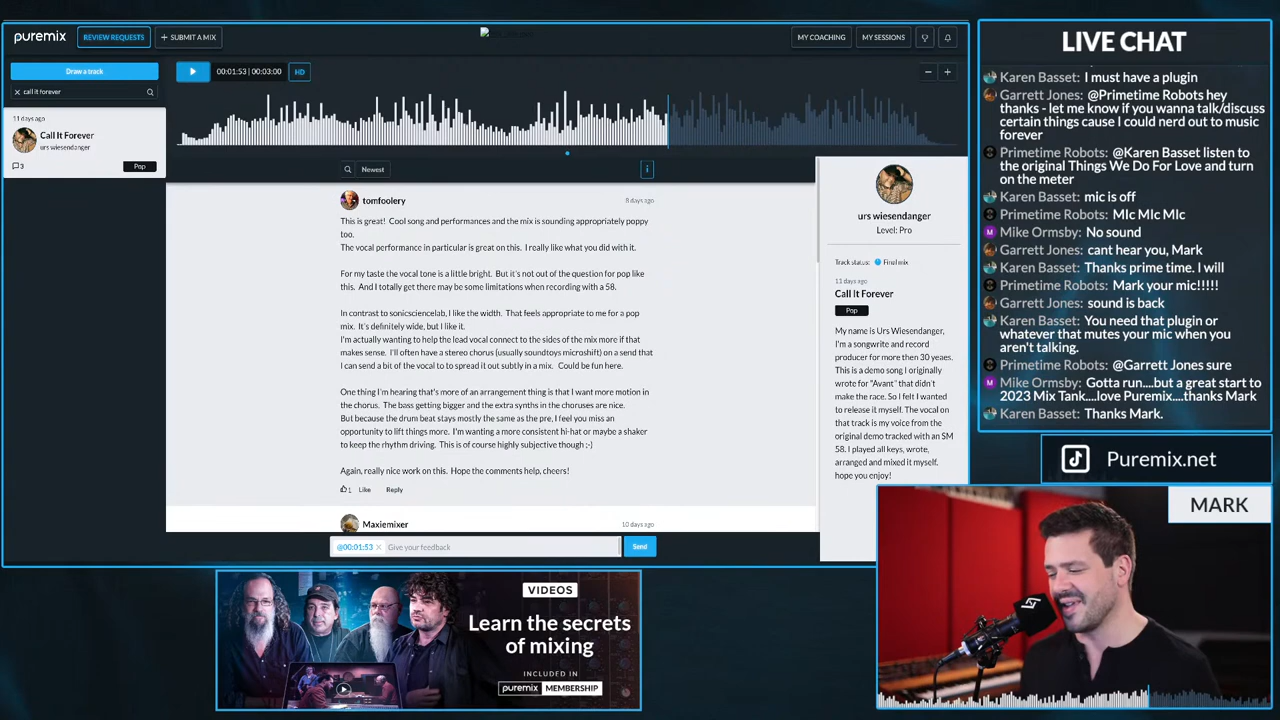 puremix
REVIEW REQUESTS
+ SUBMIT A MIX
MY COACHING
MY SESSIONS
Draw a track
× call it forever
11 days ago
Call It Forever
urs wiesendanger
3
Pop
00:01:53 | 00:03:00
HD
Newest
i
tomfoolery
8 days ago
This is great! Cool song and performances and the mix is sounding appropriately poppy
too.
The vocal performance in particular is great on this. I really like what you did with it.
For my taste the vocal tone is a little bright. But it's not out of the question for pop like
this. And I totally get there may be some limitations when recording with a 58.
In contrast to sonicsciencelab, I like the width. That feels appropriate to me for a pop
mix. It's definitely wide, but I like it.
I'm actually wanting to help the lead vocal connect to the sides of the mix more if that
makes sense. I'll often have a stereo chorus (usually soundtoys microshift) on a send that
I can send a bit of the vocal to to spread it out subtly in a mix. Could be fun here.
One thing I'm hearing that's more of an arrangement thing is that I want more motion in
the chorus. The bass getting bigger and the extra synths in the choruses are nice.
But because the drum beat stays mostly the same as the pre, I feel you miss an
opportunity to lift things more. I'm wanting a more consistent hi-hat or maybe a shaker
to keep the rhythm driving. This is of course highly subjective though ;-)
Again, really nice work on this. Hope the comments help, cheers!
1 Like Reply
Maxiemixer
10 days ago
@00:01:53 × Give your feedback
Send
urs wiesendanger
Level: Pro
Track status: Final mix
11 days ago
Call It Forever
Pop
My name is Urs Wiesendanger,
I'm a songwrite and record
producer for more then 30 yeaes.
This is a demo song I originally
wrote for "Avant" that didn't
make the race. So I felt I wanted
to release it myself. The vocal on
that track is my voice from the
original demo tracked with an SM
58. I played all keys, wrote,
arranged and mixed it myself.
hope you enjoy!
LIVE CHAT
Karen Basset: I must have a plugin
Garrett Jones: @Primetime Robots hey
thanks - let me know if you wanna talk/discuss
certain things cause I could nerd out to music
forever
Primetime Robots: @Karen Basset listen to
the original Things We Do For Love and turn
on the meter
Karen Basset: mic is off
Primetime Robots: MIc MIc MIc
M Mike Ormsby: No sound
Garrett Jones: cant hear you, Mark
Karen Basset: Thanks prime time. I will
Primetime Robots: Mark your mic!!!!!
Garrett Jones: sound is back
Karen Basset: You need that plugin or
whatever that mutes your mic when you
aren't talking.
Primetime Robots: @Garrett Jones sure
M Mike Ormsby: Gotta run....but a great start to
2023 Mix Tank....love Puremix....thanks Mark
Karen Basset: Thanks Mark.
Puremix.net
MARK
VIDEOS
Learn the secrets
of mixing
INCLUDED IN
puremix MEMBERSHIP